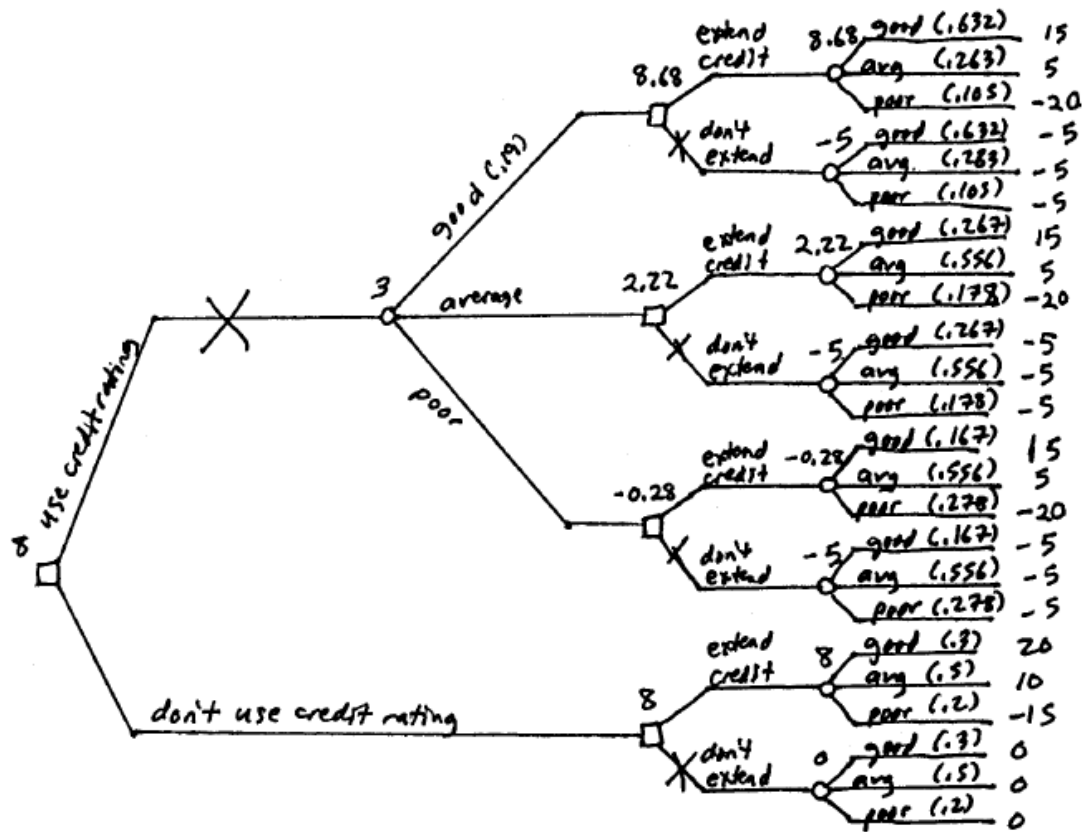 extend credit 8.68 good (.632) 15
8.68 avg (.263) 5
poor (.105) -20
don't extend -5 good (.632) -5
avg. (.263) -5
poor (.105) -5
good (.19)
extend credit 2.22 good (.267) 15
2.22 avg (.556) 5
poor (.178) -20
3 average
don't extend -5 good (.267) -5
avg (.556) -5
poor (.178) -5
poor
use credit rating
extend credit -0.28 good (.167) 15
-0.28 avg (.556) 5
poor (.278) -20
8
don't extend -5 good (.167) -5
avg (.556) -5
poor (.278) -5
extend credit 8 good (.3) 20
8 avg (.5) 10
poor (.2) -15
don't use credit rating
don't extend 0 good (.3) 0
avg (.5) 0
poor (.2) 0